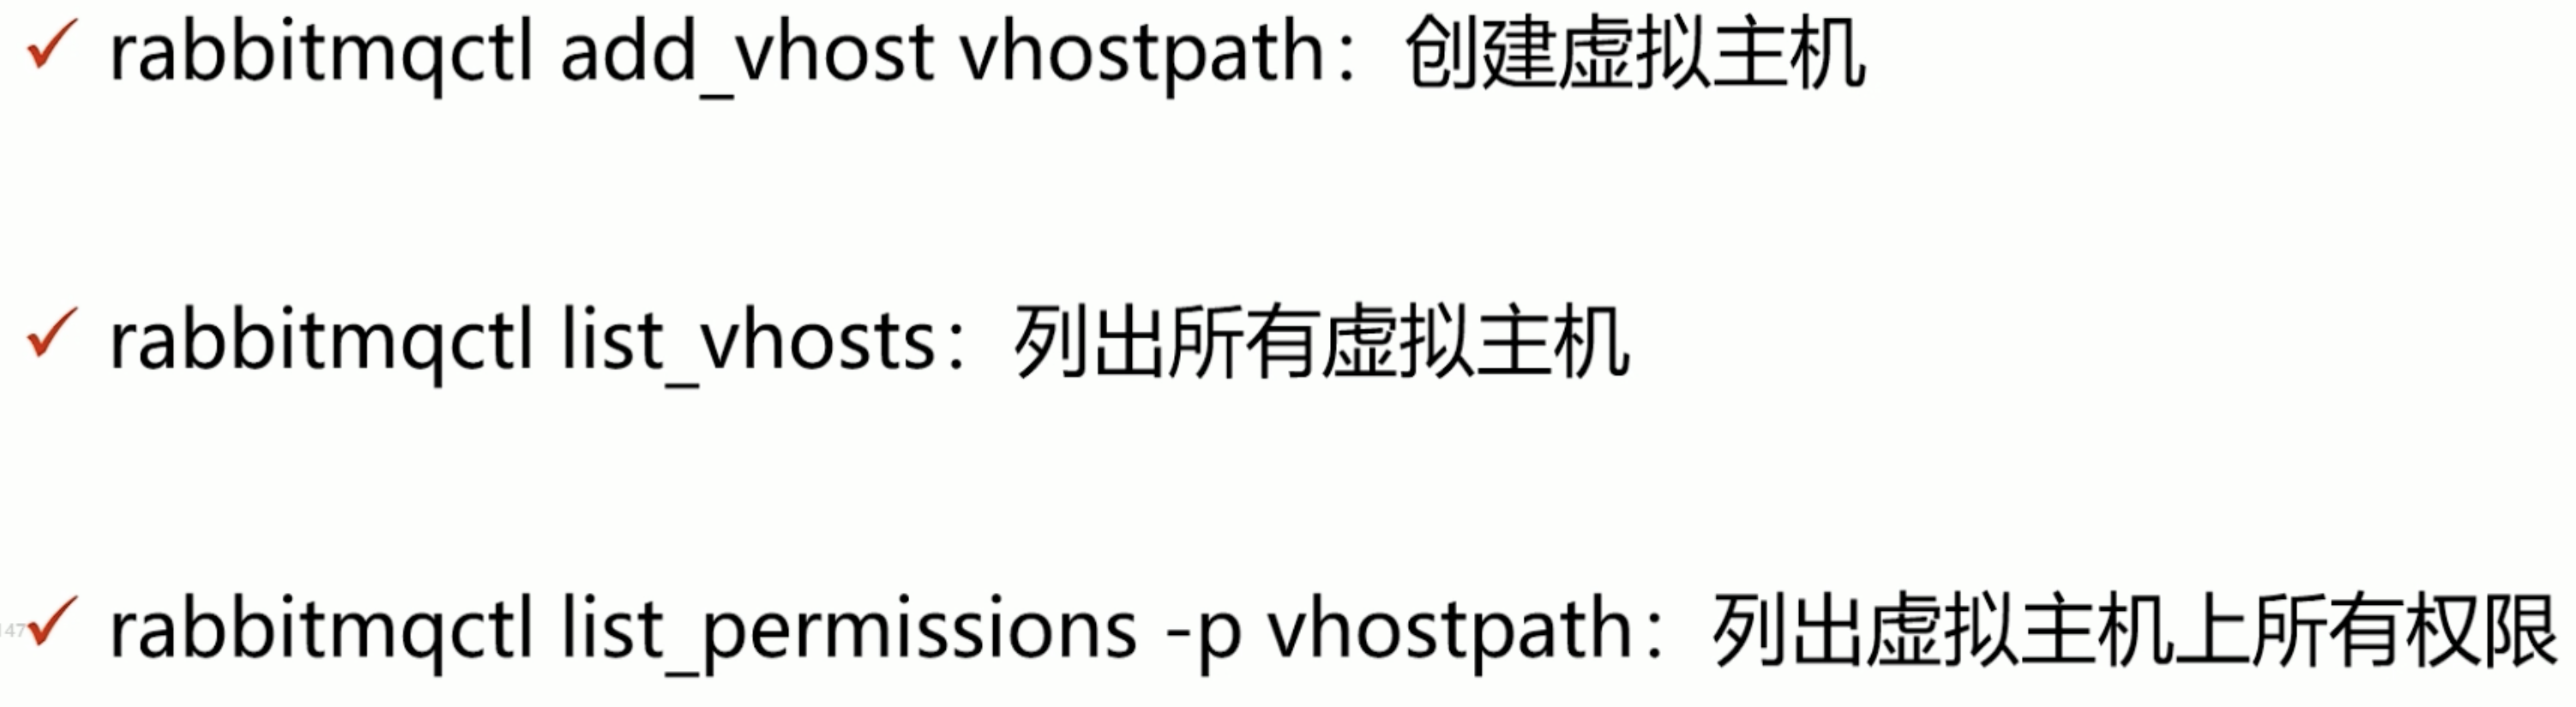 rabbitmqctl add_vhost vhostpath：创建虚拟主机
rabbitmqctl list_vhosts：列出所有虚拟主机
rabbitmqctl list_permissions -p vhostpath：列出虚拟主机上所有权限